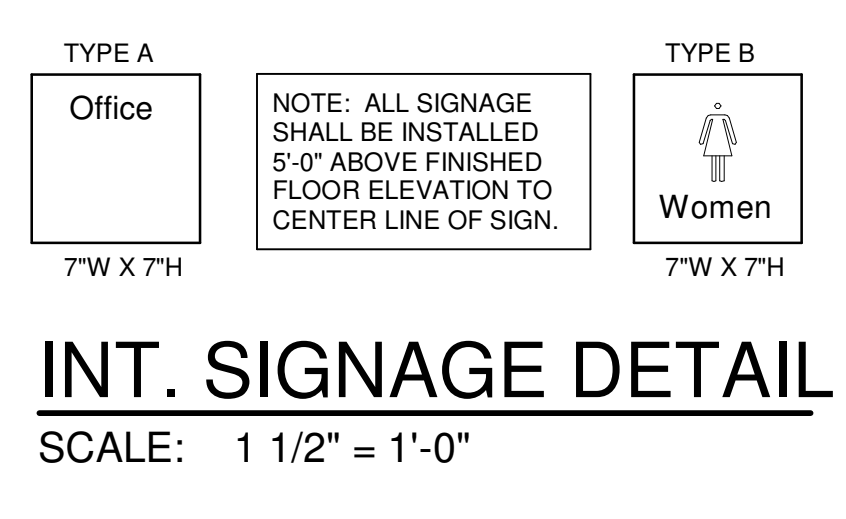 TYPE A
Office
7"W X 7"H
NOTE: ALL SIGNAGE
SHALL BE INSTALLED
5'-0" ABOVE FINISHED
FLOOR ELEVATION TO
CENTER LINE OF SIGN.
TYPE B
Women
7"W X 7"H
INT. SIGNAGE DETAIL
SCALE: 1 1/2" = 1'-0"